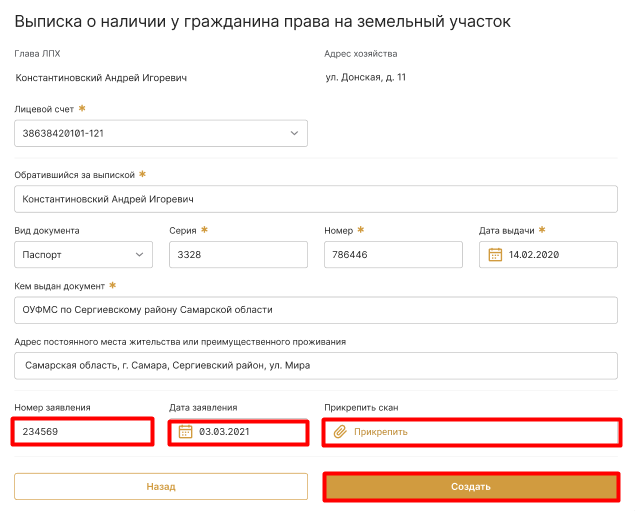 Выписка о наличии у гражданина права на земельный участок
Глава ЛПХ Адрес хозяйства
Константиновский Андрей Игоревич ул. Донская, д. 11
Лицевой счет *
38638420101-121
Обратившийся за выпиской *
Константиновский Андрей Игоревич
Вид документа Серия * Номер * Дата выдачи *
Паспорт 3328 786446 14.02.2020
Кем выдан документ *
ОУФМС по Сергиевскому району Самарской области
Адрес постоянного места жительства или преимущественного проживания
Самарская область, г. Самара, Сергиевский район, ул. Мира
Номер заявления Дата заявления Прикрепить скан
234569 03.03.2021 Прикрепить
Назад Создать